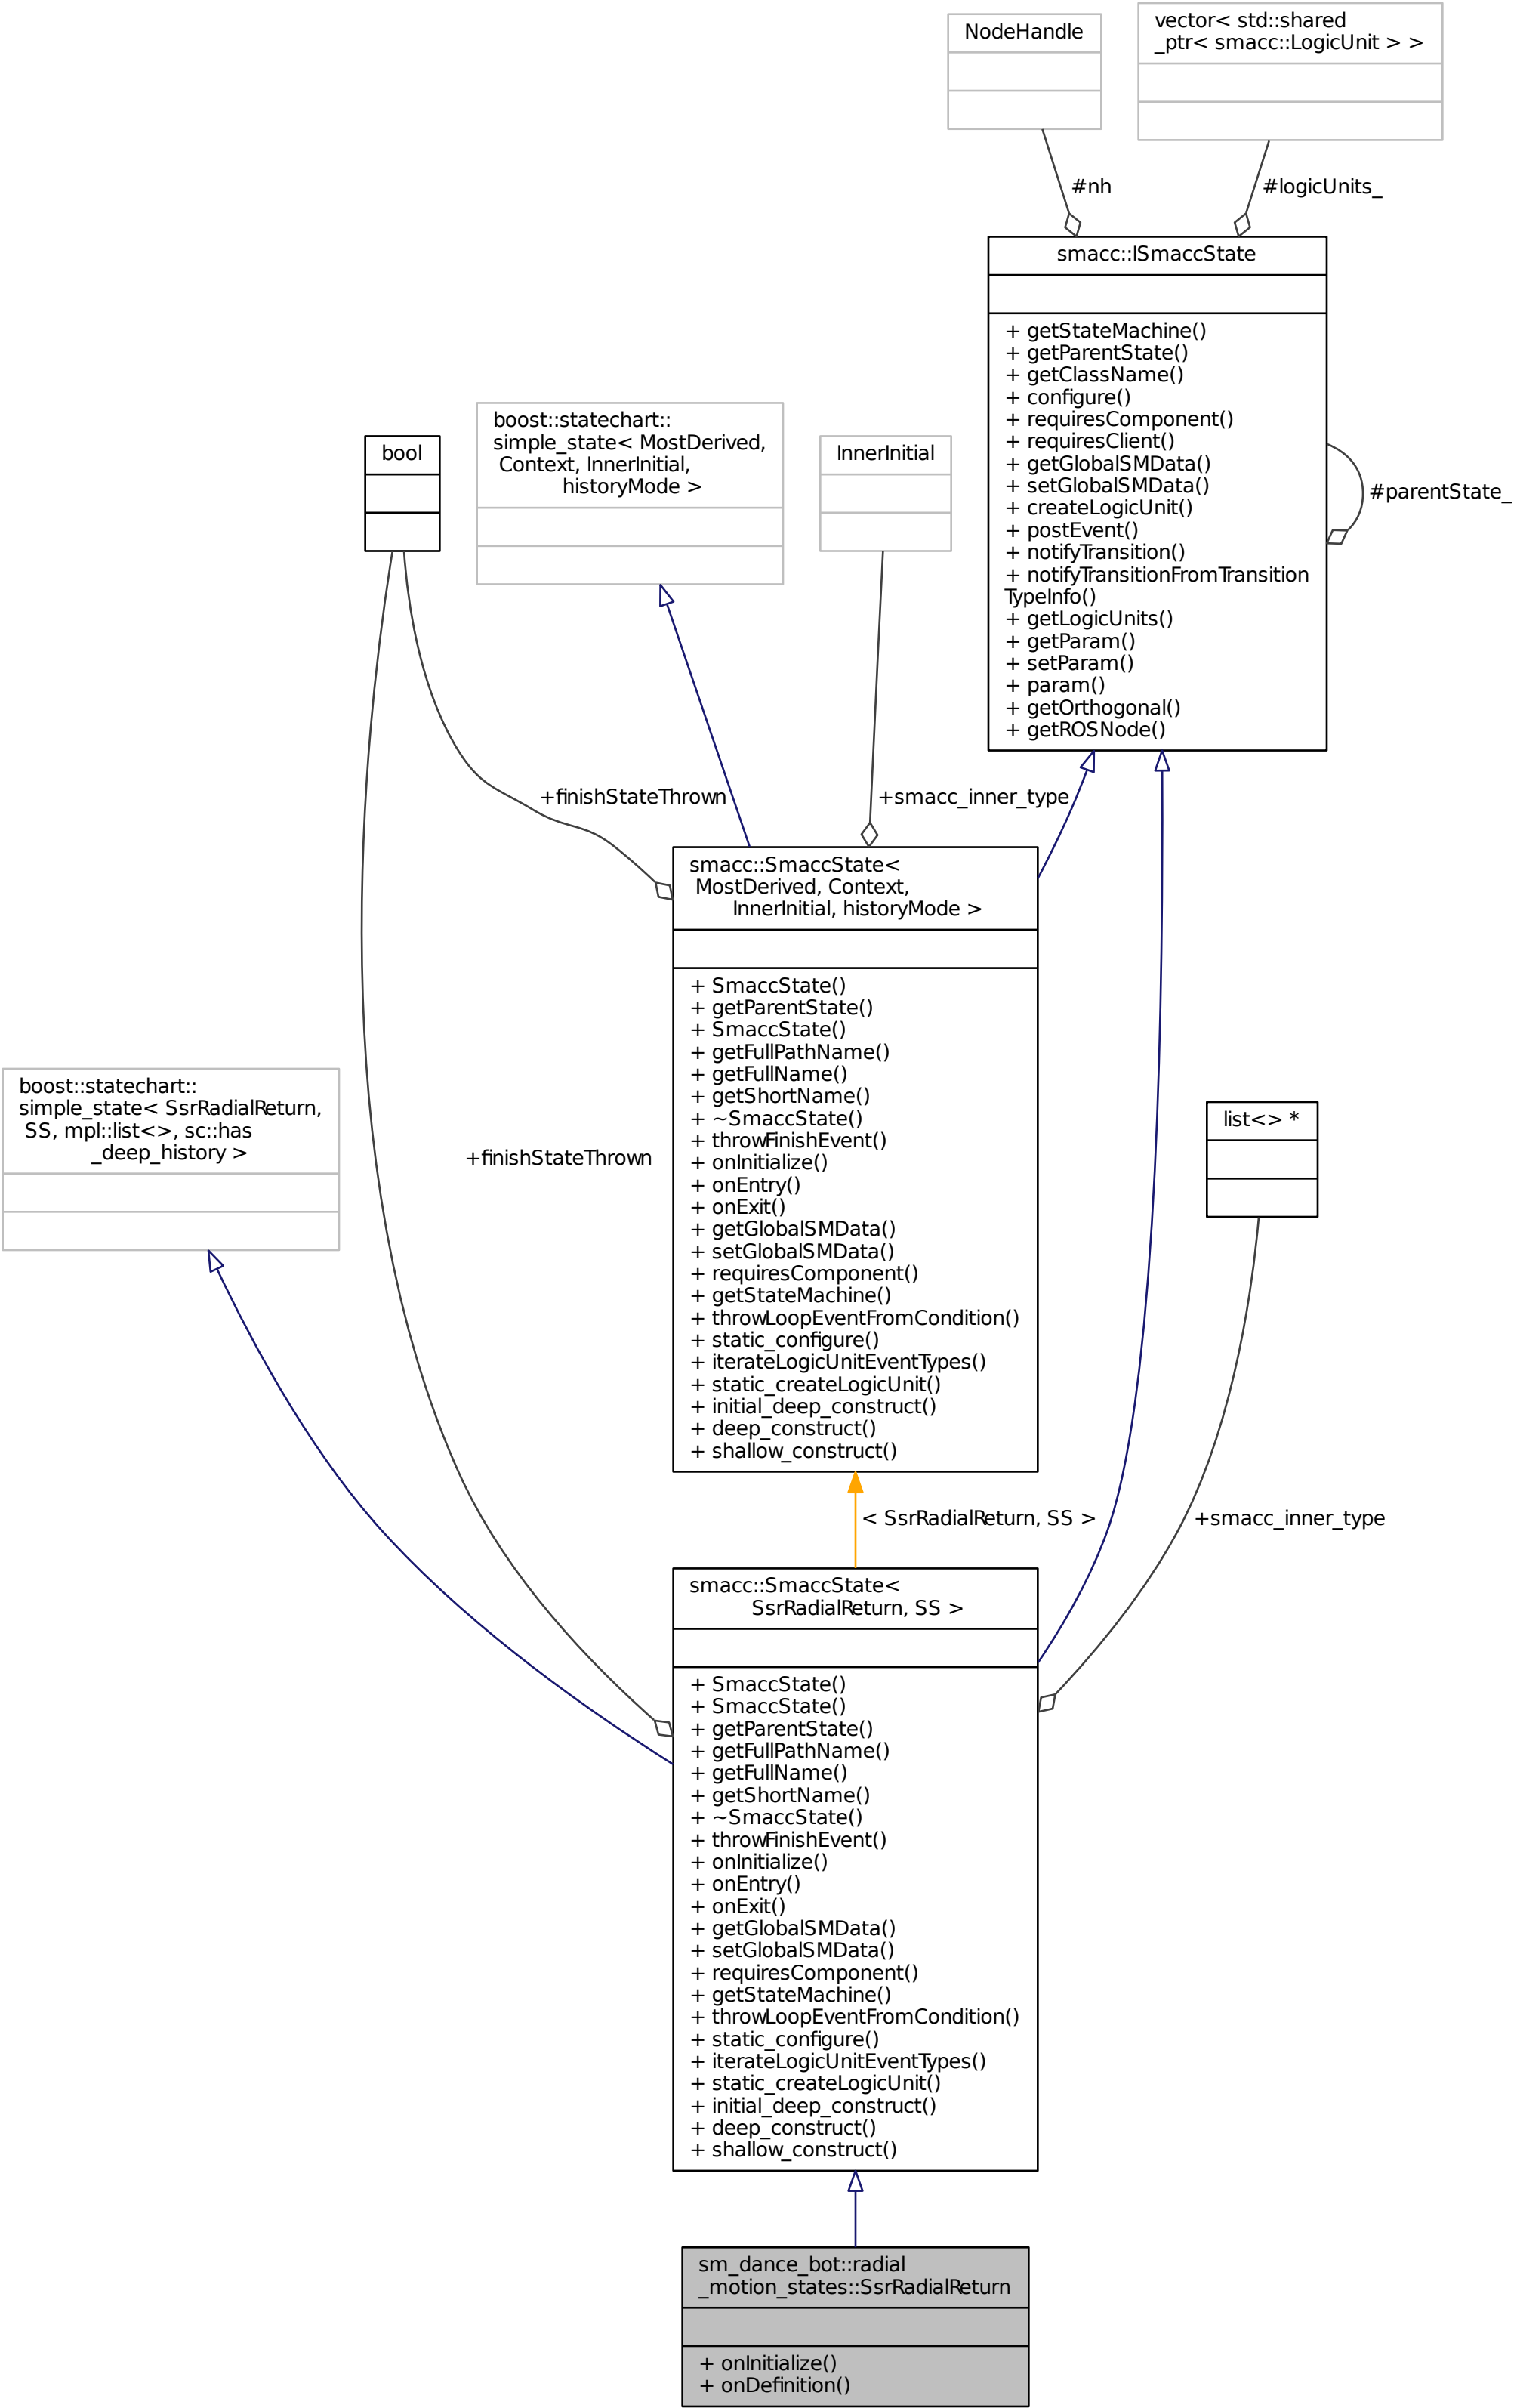 NodeHandle
vector< std::shared
_ptr< smacc::LogicUnit > >
#nh
#logicUnits_
smacc::ISmaccState
+ getStateMachine()
+ getParentState()
+ getClassName()
+ configure()
+ requiresComponent()
+ requiresClient()
+ getGlobalSMData()
+ setGlobalSMData()
+ createLogicUnit()
+ postEvent()
+ notifyTransition()
+ notifyTransitionFromTransition
TypeInfo()
+ getLogicUnits()
+ getParam()
+ setParam()
+ param()
+ getOrthogonal()
+ getROSNode()
#parentState_
bool
boost::statechart::
simple_state< MostDerived,
Context, InnerInitial,
historyMode >
InnerInitial
+finishStateThrown
+smacc_inner_type
smacc::SmaccState<
MostDerived, Context,
InnerInitial, historyMode >
+ SmaccState()
+ getParentState()
+ SmaccState()
+ getFullPathName()
+ getFullName()
+ getShortName()
+ ~SmaccState()
+ throwFinishEvent()
+ onInitialize()
+ onEntry()
+ onExit()
+ getGlobalSMData()
+ setGlobalSMData()
+ requiresComponent()
+ getStateMachine()
+ throwLoopEventFromCondition()
+ static_configure()
+ iterateLogicUnitEventTypes()
+ static_createLogicUnit()
+ initial_deep_construct()
+ deep_construct()
+ shallow_construct()
boost::statechart::
simple_state< SsrRadialReturn,
SS, mpl::list<>, sc::has
_deep_history >
+finishStateThrown
list<> *
< SsrRadialReturn, SS >
+smacc_inner_type
smacc::SmaccState<
SsrRadialReturn, SS >
+ SmaccState()
+ SmaccState()
+ getParentState()
+ getFullPathName()
+ getFullName()
+ getShortName()
+ ~SmaccState()
+ throwFinishEvent()
+ onInitialize()
+ onEntry()
+ onExit()
+ getGlobalSMData()
+ setGlobalSMData()
+ requiresComponent()
+ getStateMachine()
+ throwLoopEventFromCondition()
+ static_configure()
+ iterateLogicUnitEventTypes()
+ static_createLogicUnit()
+ initial_deep_construct()
+ deep_construct()
+ shallow_construct()
sm_dance_bot::radial
_motion_states::SsrRadialReturn
+ onInitialize()
+ onDefinition()